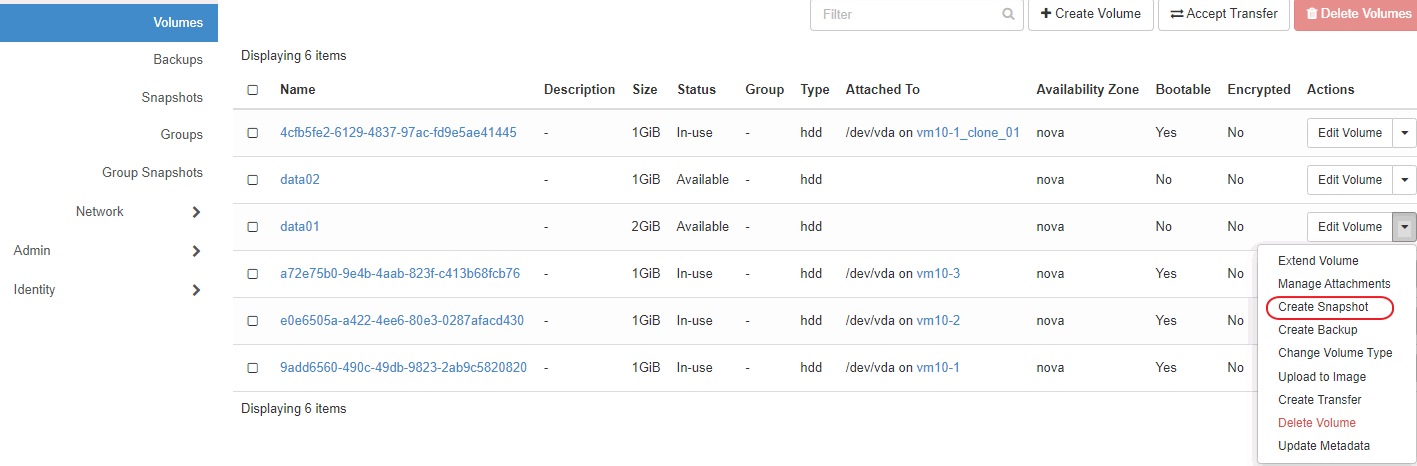 Volumes
Filter
Create Volume
Accept Transfer
Delete Volumes
Backups
Snapshots
Groups
Group Snapshots
Network
Admin
Identity
Displaying 6 items
Name Description Size Status Group Type Attached To Availability Zone Bootable Encrypted Actions
4cfb5fe2-6129-4837-97ac-fd9e5ae41445 - 1GiB In-use - hdd /dev/vda on vm10-1_clone_01 nova Yes No Edit Volume
data02 - 1GiB Available - hdd nova No No Edit Volume
data01 - 2GiB Available - hdd nova No No Edit Volume
a72e75b0-9e4b-4aab-823f-c413b68fcb76 - 1GiB In-use - hdd /dev/vda on vm10-3 nova Yes No
e0e6505a-a422-4ee6-80e3-0287afacd430 - 1GiB In-use - hdd /dev/vda on vm10-2 nova Yes No
9add6560-490c-49db-9823-2ab9c5820820 - 1GiB In-use - hdd /dev/vda on vm10-1 nova Yes No
Displaying 6 items
Extend Volume
Manage Attachments
Create Snapshot
Create Backup
Change Volume Type
Upload to Image
Create Transfer
Delete Volume
Update Metadata